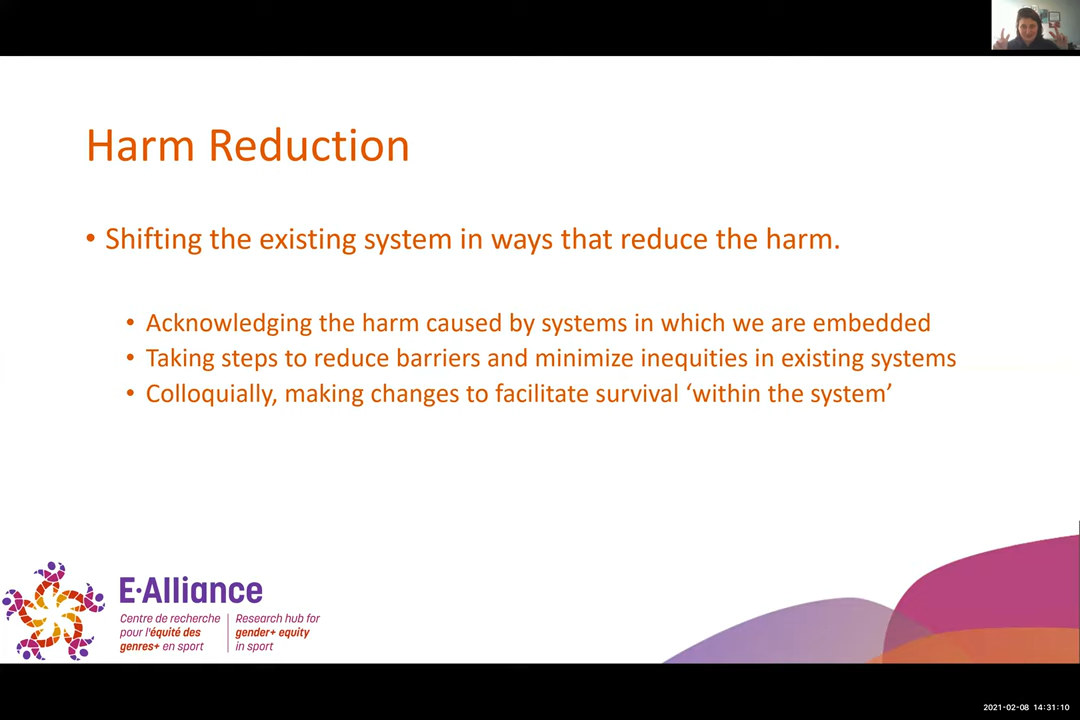 Harm Reduction
• Shifting the existing system in ways that reduce the harm.
• Acknowledging the harm caused by systems in which we are embedded
• Taking steps to reduce barriers and minimize inequities in existing systems
• Colloquially, making changes to facilitate survival ‘within the system’
E·Alliance
Centre de recherche
pour l'équité des
genres+ en sport
Research hub for
gender+ equity
in sport
2021-02-08 14:31:10